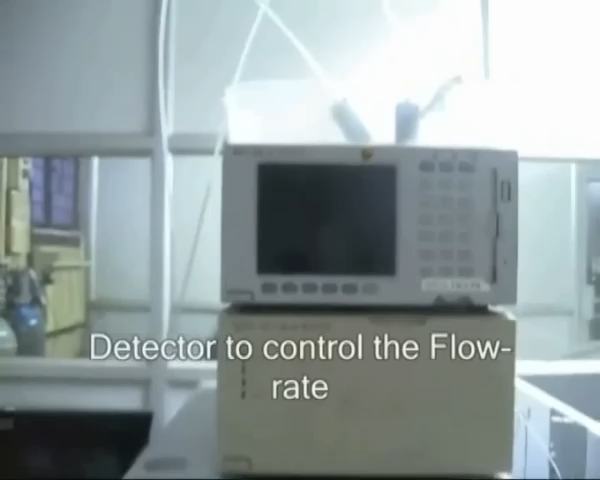 Detector to control the Flow-
rate